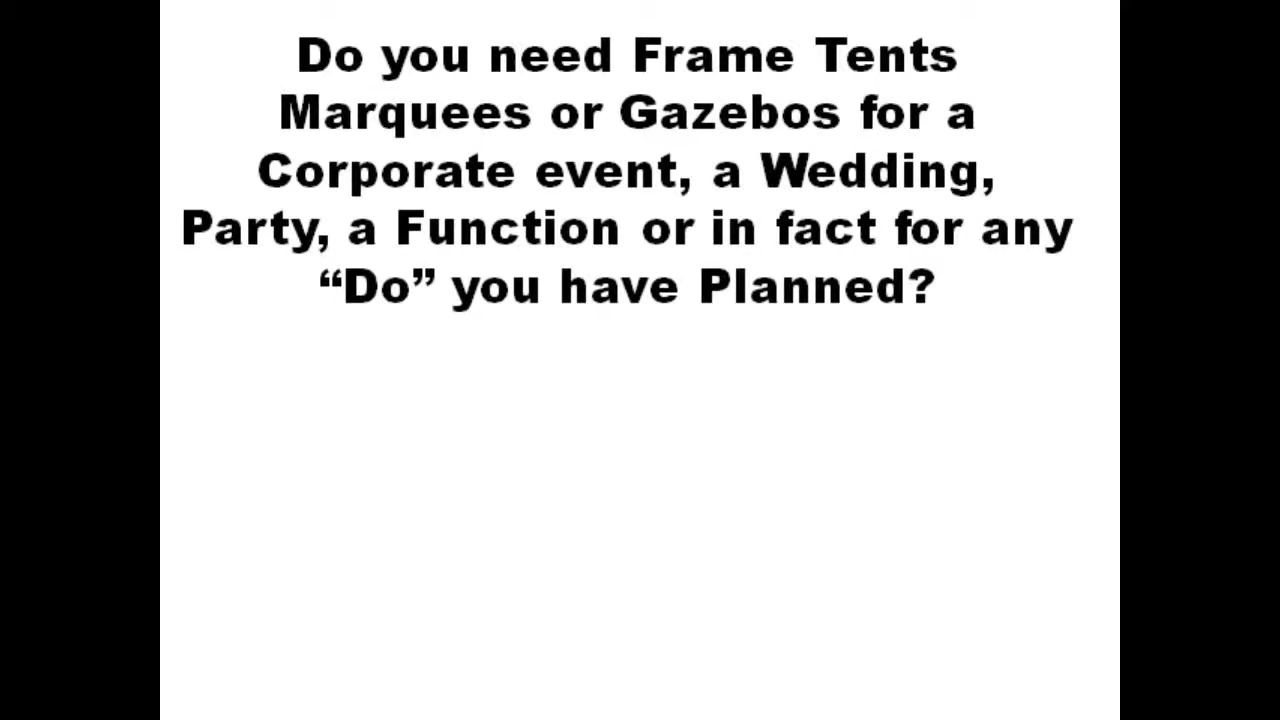 Do you need Frame Tents
Marquees or Gazebos for a
Corporate event, a Wedding,
Party, a Function or in fact for any
“Do” you have Planned?